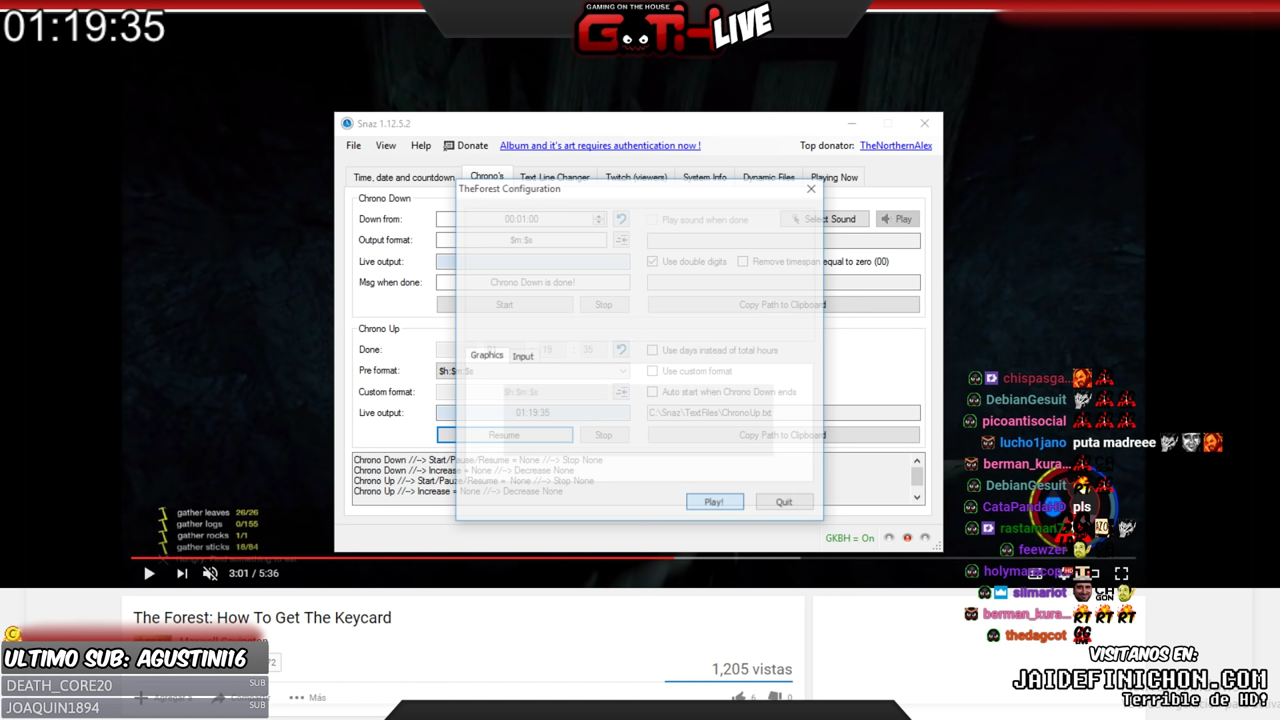 01:19:35
GAMING ON THE HOUSE
GOTH LIVE
Snaz 1.12.5.2
File View Help Donate Album and it's art requires authentication now ! Top donator: TheNorthernAlex
Time, date and countdown Chrono's Text Line Changer Twitch (viewers) System Info Dynamic Files Playing Now
TheForest Configuration
Chrono Down
Down from: 00:01:00 Play sound when done Select Sound Play
Output format: $m:$s
Live output: Use double digits Remove timespan equal to zero (00)
Msg when done: Chrono Down is done!
Start Stop Copy Path to Clipboard
Chrono Up
Done: 01 19 35 Use days instead of total hours
Graphics Input
Pre format: $h:$m:$s Use custom format
Custom format: $h:$m:$s Auto start when Chrono Down ends
Live output: 01:19:35 C:\Snaz\TextFiles\ChronoUp.txt
Resume Stop Copy Path to Clipboard
Chrono Down //--> Start/Pause/Resume = None //--> Stop None
Chrono Down //--> Increase = None //--> Decrease None
Chrono Up //--> Start/Pause/Resume = None //--> Stop None
Chrono Up //--> Increase = None //--> Decrease None
Play! Quit
GKBH = On
chispasga...
DebianGesuit
picoantisocial
lucho1jano puta madreee
berman_kura...
DebianGesuit
CataPanda pls
rastaman7
feewzer
silmariot
berman_kura...
thedagcot
gather leaves 26/26
gather logs 0/155
gather rocks 1/1
gather sticks 18/84
3:01 / 5:36
The Forest: How To Get The Keycard
1,205 vistas
Más
6 0
ULTIMO SUB: AGUSTINI16
DEATH_CORE20 SUB
JOAQUIN1894 SUB
VISITANOS EN:
JAIDEFINICHON.COM
Terrible de HD!